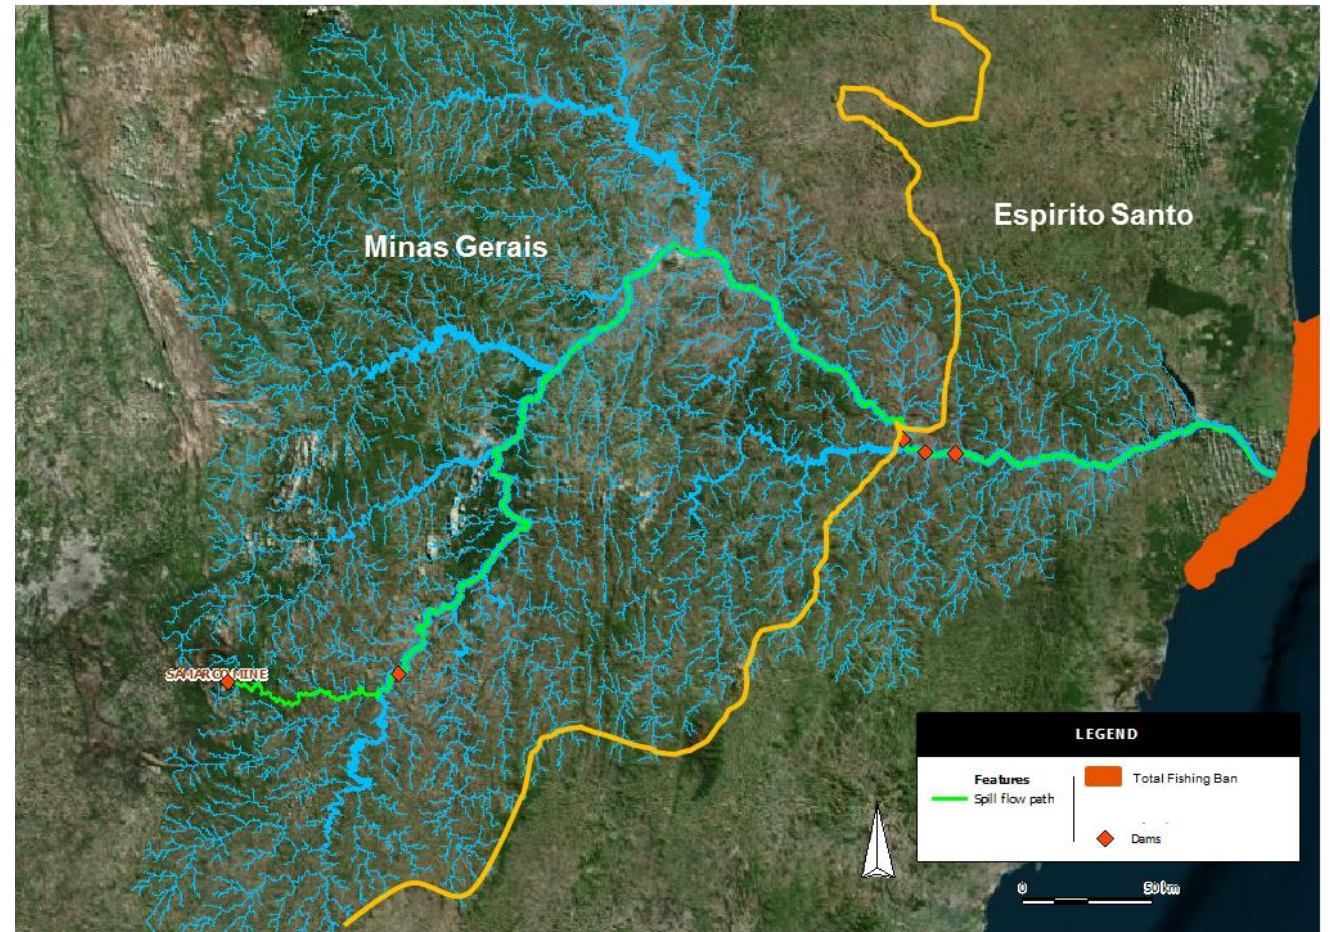 Espirito Santo
Minas Gerais
SAMARCO MINE
LEGEND
Features
Spill flow path
Total Fishing Ban
Dams
0 50 km